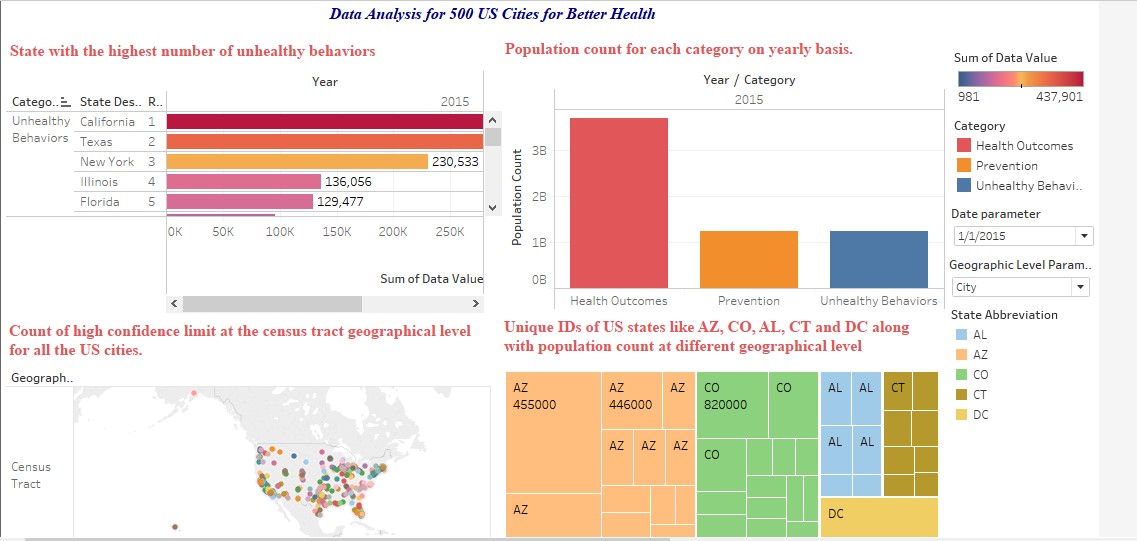 Data Analysis for 500 US Cities for Better Health
State with the highest number of unhealthy behaviors
Year
Catego.. State Des.. R..
2015
Unhealthy Behaviors
California 1
Texas 2
New York 3 230,533
Illinois 4 136,056
Florida 5 129,477
0K 50K 100K 150K 200K 250K
Sum of Data Value
Population count for each category on yearly basis.
Year / Category
2015
Population Count
3B
2B
1B
0B
Health Outcomes Prevention Unhealthy Behaviors
Sum of Data Value
981 437,901
Category
Health Outcomes
Prevention
Unhealthy Behavi..
Date parameter
1/1/2015
Geographic Level Param..
City
State Abbreviation
AL
AZ
CO
CT
DC
Count of high confidence limit at the census tract geographical level
for all the US cities.
Geograph..
Census
Tract
Unique IDs of US states like AZ, CO, AL, CT and DC along
with population count at different geographical level
AZ AZ AZ CO CO AL AL CT
455000 446000 820000
AZ AZ AZ CO AL AL
AZ DC